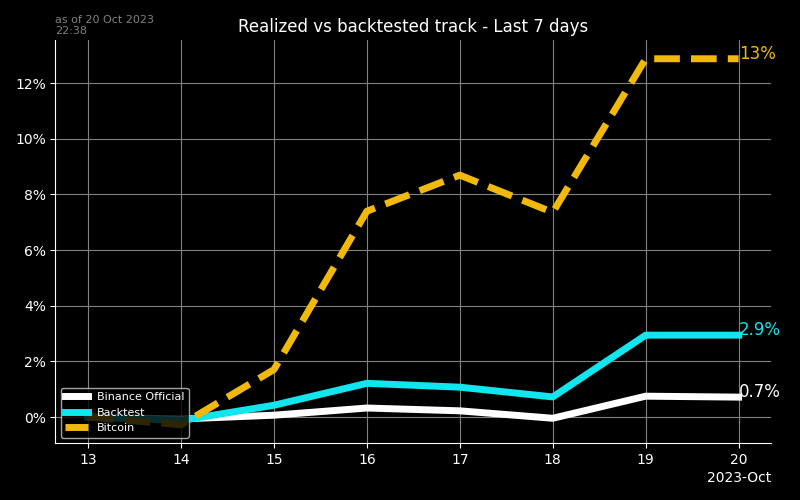 as of 20 Oct 2023
22:38
Realized vs backtested track - Last 7 days
13%
12%
10%
8%
6%
4%
2.9%
2%
0.7%
0%
Binance Official
Backtest
Bitcoin
13 14 15 16 17 18 19 20
2023-Oct